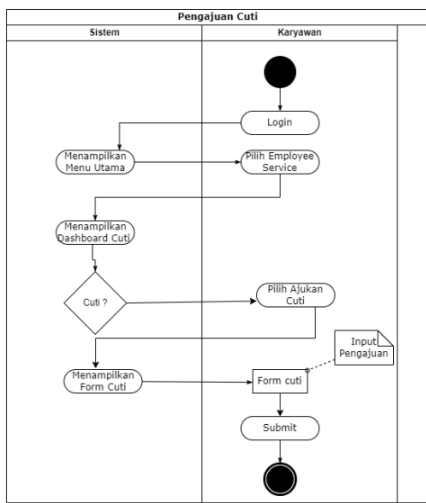 Pengajuan Cuti
Sistem
Karyawan
Login
Menampilkan
Menu Utama
Pilih Employee
Service
Menampilkan
Dashboard Cuti
Cuti ?
Pilih Ajukan
Cuti
Input
Pengajuan
Menampilkan
Form Cuti
Form cuti
Submit